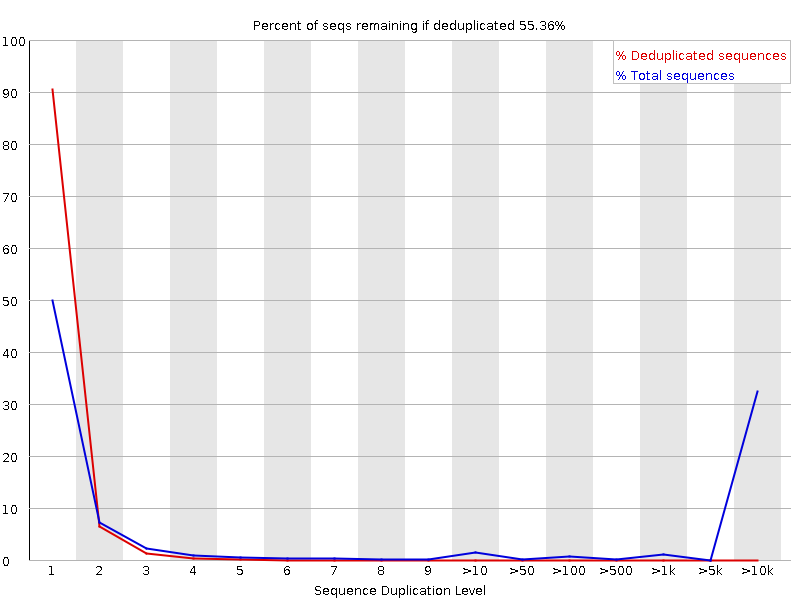 Percent of seqs remaining if deduplicated 55.36%
% Deduplicated sequences
% Total sequences
100
90
80
70
60
50
40
30
20
10
0
1 2 3 4 5 6 7 8 9 >10 >50 >100 >500 >1k >5k >10k
Sequence Duplication Level